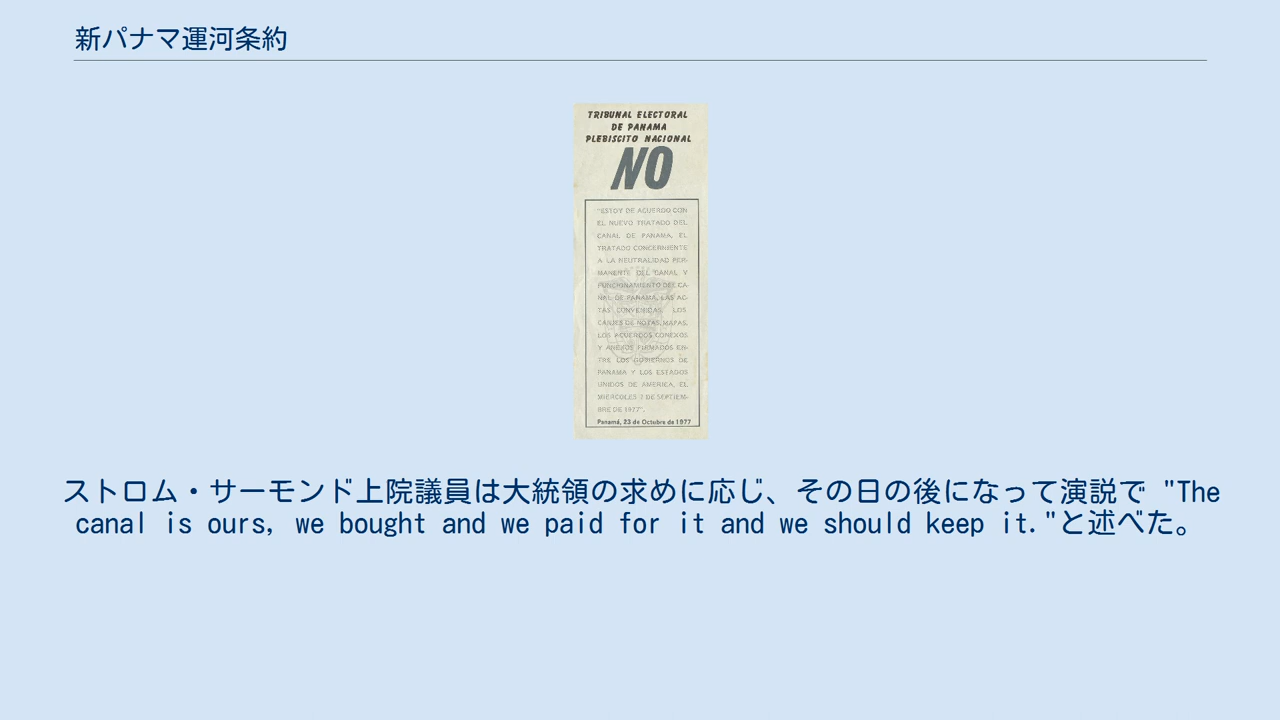 新パナマ運河条約
TRIBUNAL ELECTORAL
DE PANAMA
PLEBISCITO NACIONAL
NO
"ESTOY DE ACUERDO CON
EL NUEVO TRATADO DEL
CANAL DE PANAMA, EL
TRATADO CONCERNIENTE
A LA NEUTRALIDAD PER-
MANENTE DEL CANAL Y
FUNCIONAMIENTO DEL CA-
NAL DE PANAMA, LAS AC-
TAS CONVENIDAS, LOS
CANJES DE NOTAS, MAPAS,
LOS ACUERDOS CONEXOS
Y ANEXOS FIRMADOS EN-
TRE LOS GOBIERNOS DE
PANAMA Y LOS ESTADOS
UNIDOS DE AMERICA, EL
MIERCOLES 7 DE SEPTIEM-
BRE DE 1977".
Panamá, 23 de Octubre de 1977
ストロム・サーモンド上院議員は大統領の求めに応じ、その日の後になって演説で "The
canal is ours, we bought and we paid for it and we should keep it."と述べた。